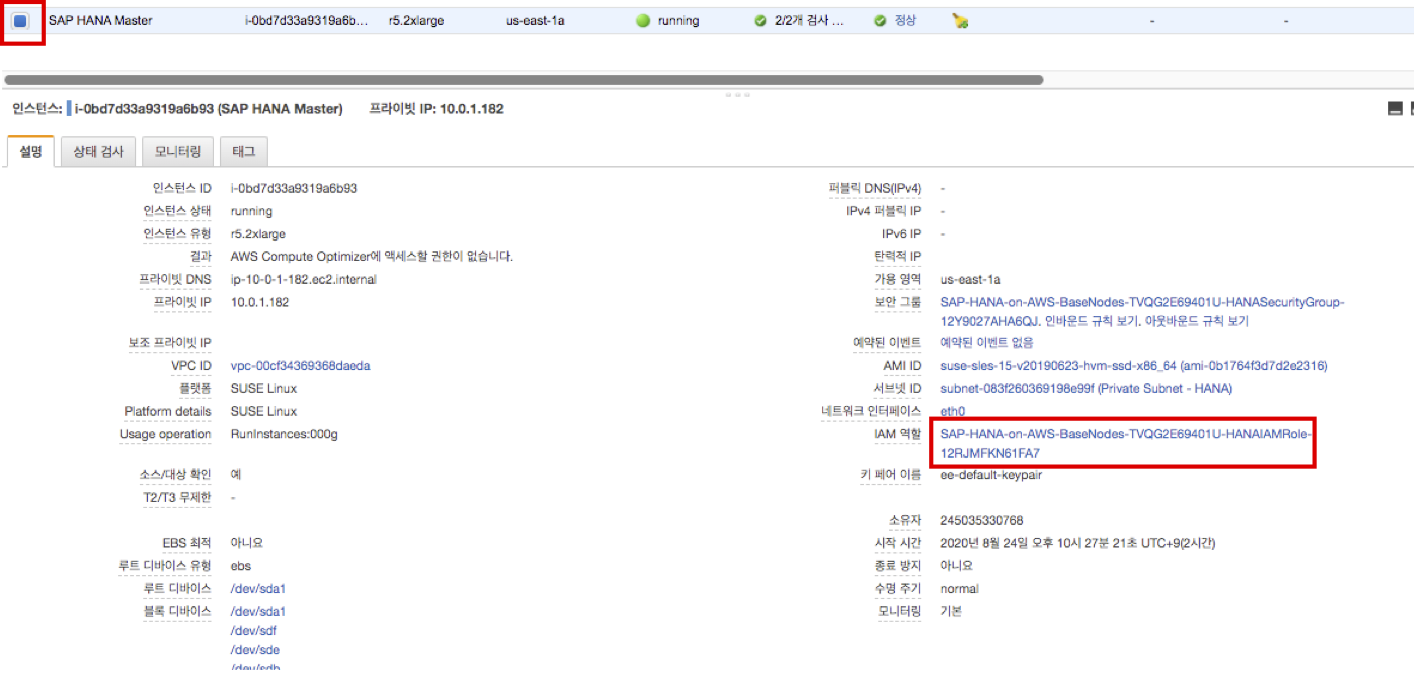 SAP HANA Master i-0bd7d33a9319a6b... r5.2xlarge us-east-1a running 2/2개 검사 ... 정상 - -
인스턴스: i-0bd7d33a9319a6b93 (SAP HANA Master) 프라이빗 IP: 10.0.1.182
설명 상태 검사 모니터링 태그
인스턴스 ID i-0bd7d33a9319a6b93
인스턴스 상태 running
인스턴스 유형 r5.2xlarge
결과 AWS Compute Optimizer에 액세스할 권한이 없습니다.
프라이빗 DNS ip-10-0-1-182.ec2.internal
프라이빗 IP 10.0.1.182
보조 프라이빗 IP
VPC ID vpc-00cf34369368daeda
플랫폼 SUSE Linux
Platform details SUSE Linux
Usage operation RunInstances:000g
소스/대상 확인 예
T2/T3 무제한 -
EBS 최적 아니요
루트 디바이스 유형 ebs
루트 디바이스 /dev/sda1
블록 디바이스 /dev/sda1
/dev/sdf
/dev/sde
/dev/sdb
퍼블릭 DNS(IPv4) -
IPv4 퍼블릭 IP -
IPv6 IP -
탄력적 IP
가용 영역 us-east-1a
보안 그룹 SAP-HANA-on-AWS-BaseNodes-TVQG2E69401U-HANASecurityGroup-
12Y9027AHA6QJ. 인바운드 규칙 보기. 아웃바운드 규칙 보기
예약된 이벤트 예약된 이벤트 없음
AMI ID suse-sles-15-v20190623-hvm-ssd-x86_64 (ami-0b1764f3d7d2e2316)
서브넷 ID subnet-083f260369198e99f (Private Subnet - HANA)
네트워크 인터페이스 eth0
IAM 역할 SAP-HANA-on-AWS-BaseNodes-TVQG2E69401U-HANAIAMRole-
12RJMFKN61FA7
키 페어 이름 ee-default-keypair
소유자 245035330768
시작 시간 2020년 8월 24일 오후 10시 27분 21초 UTC+9(2시간)
종료 방지 아니요
수명 주기 normal
모니터링 기본